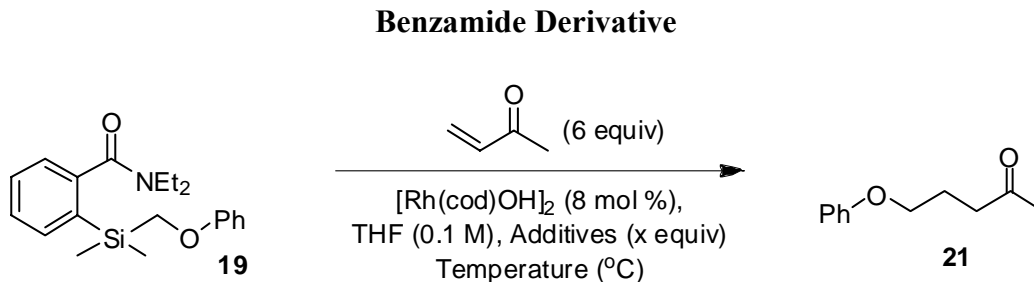 Benzamide Derivative
O
NEt2
Si
O
Ph
19
O
(6 equiv)
[Rh(cod)OH]2 (8 mol %),
THF (0.1 M), Additives (x equiv)
Temperature (oC)
O
Ph
O
21